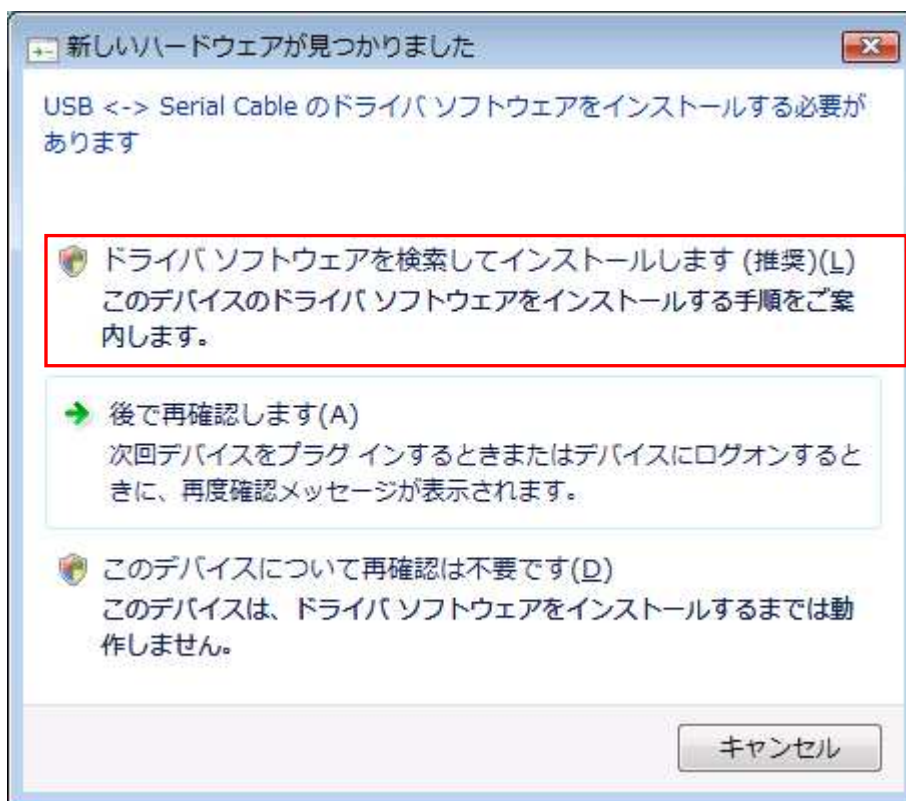 新しいハードウェアが見つかりました
USB <-> Serial Cable のドライバ ソフトウェアをインストールする必要が
あります
ドライバ ソフトウェアを検索してインストールします (推奨)(L)
このデバイスのドライバ ソフトウェアをインストールする手順をご案
内します。
後で再確認します(A)
次回デバイスをプラグ インするときまたはデバイスにログオンすると
きに、再度確認メッセージが表示されます。
このデバイスについて再確認は不要です(D)
このデバイスは、ドライバ ソフトウェアをインストールするまでは動
作しません。
キャンセル